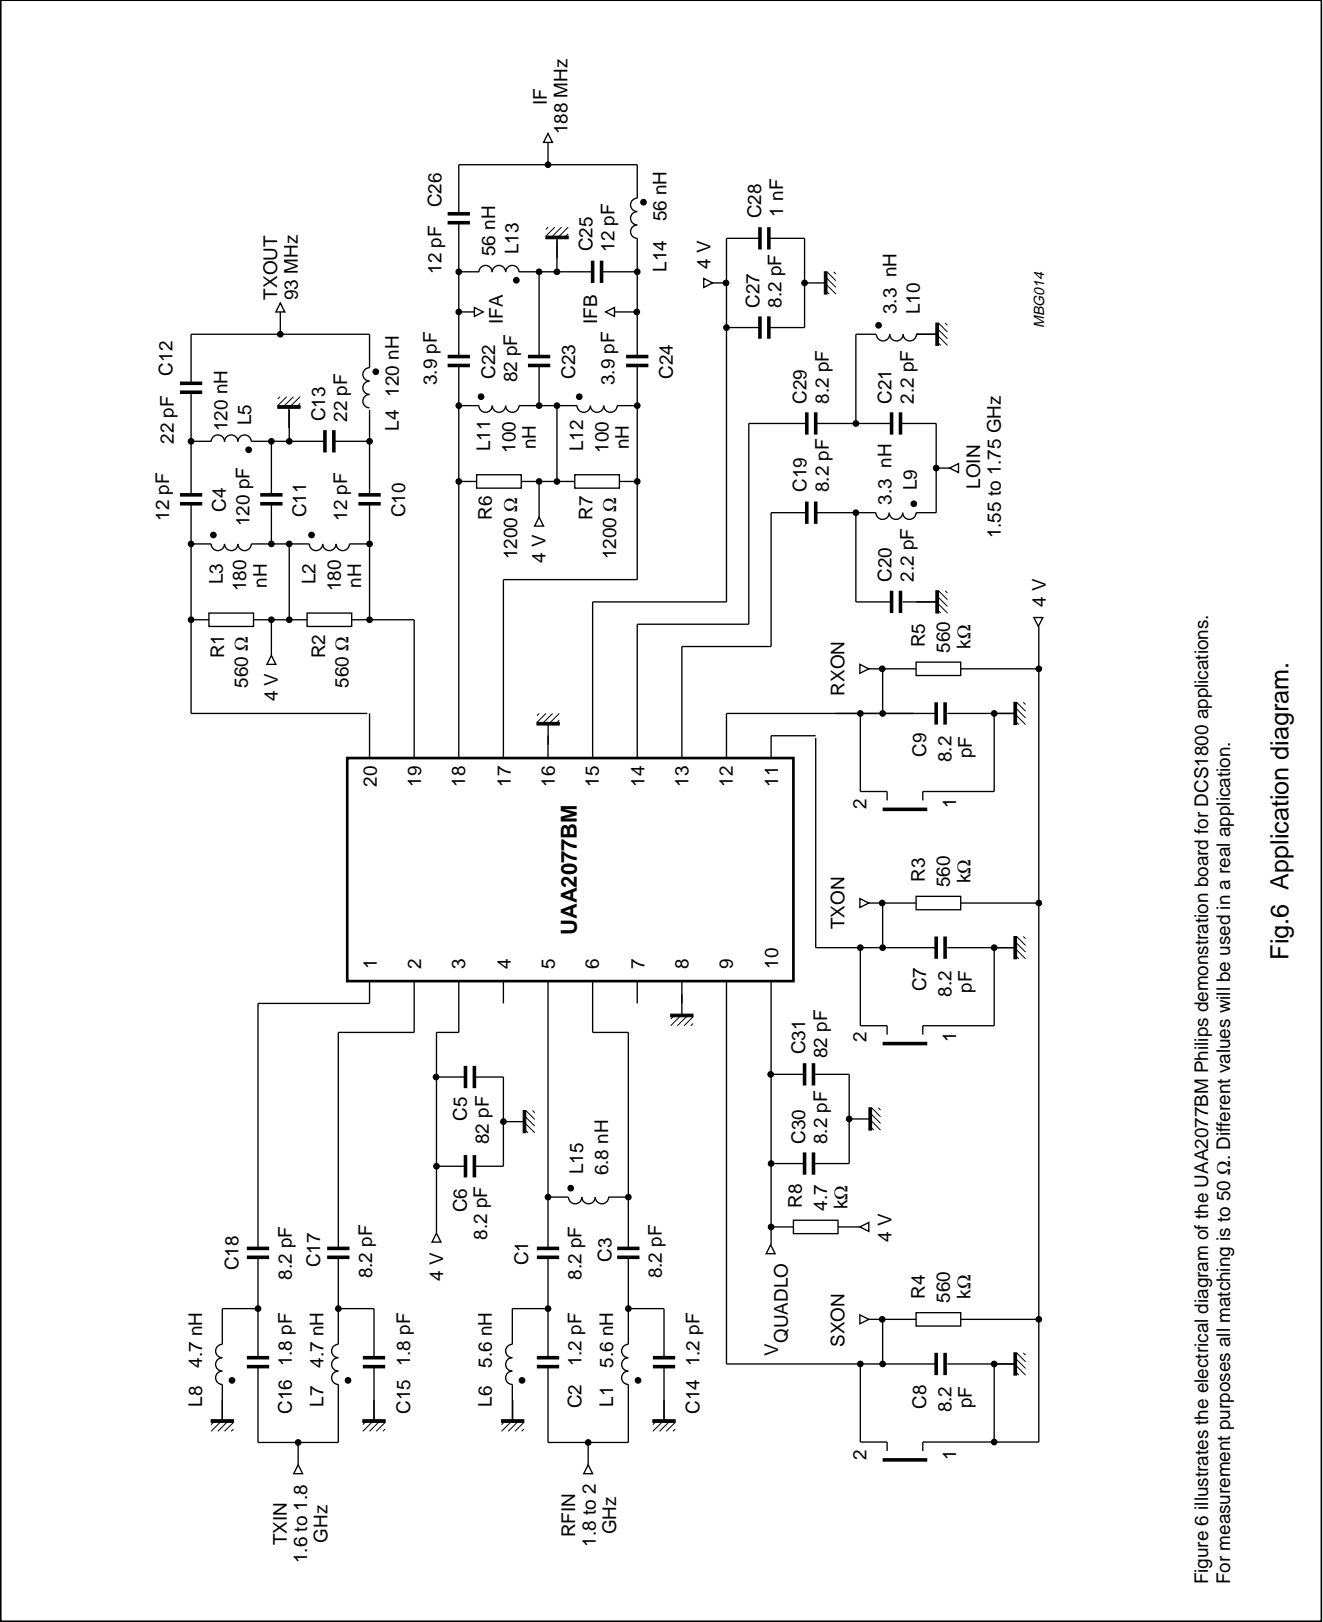 TXOUT
93 MHz
C12
22 pF
120 nH
L5
C13
22 pF
L4
120 nH
12 pF
C4
120 pF
C11
12 pF
C10
L3
180
nH
L2
180
nH
R1
560 Ω
4 V
R2
560 Ω
IF
188 MHz
C26
12 pF
56 nH
L13
C25
12 pF
L14
56 nH
IFA
IFB
3.9 pF
C22
82 pF
C23
3.9 pF
C24
L11
100
nH
L12
100
nH
R6
1200 Ω
4 V
R7
1200 Ω
4 V
C28
1 nF
C27
8.2 pF
3.3 nH
L10
C29
8.2 pF
C21
2.2 pF
C19
8.2 pF
3.3 nH
L9
LOIN
1.55 to 1.75 GHz
C20
2.2 pF
MBG014
20
19
18
17
16
15
14
13
12
11
UAA2077BM
1
2
3
4
5
6
7
8
9
10
RXON
R5
560
kΩ
4 V
C9
8.2
pF
2
1
TXON
R3
560
kΩ
C7
8.2
pF
2
1
C31
82 pF
C30
8.2 pF
R8
4.7
kΩ
4 V
VQUADLO
SXON
R4
560
kΩ
C8
8.2
pF
2
1
C18
8.2 pF
C17
8.2 pF
L8
4.7 nH
C16
1.8 pF
L7
4.7 nH
C15
1.8 pF
TXIN
1.6 to 1.8
GHz
C5
82 pF
C6
8.2 pF
4 V
L15
6.8 nH
C1
8.2 pF
C3
8.2 pF
L6
5.6 nH
C2
1.2 pF
L1
5.6 nH
C14
1.2 pF
RFIN
1.8 to 2
GHz
Figure 6 illustrates the electrical diagram of the UAA2077BM Philips demonstration board for DCS1800 applications.
For measurement purposes all matching is to 50 Ω. Different values will be used in a real application.
Fig.6 Application diagram.